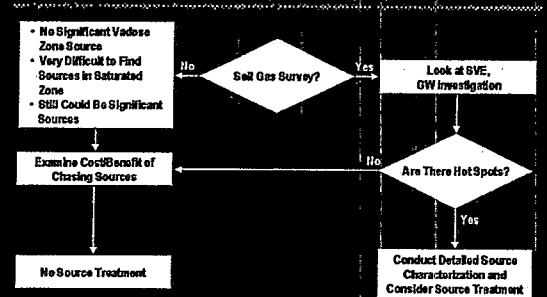 • No Significant Vadose
Zone Source
• Very Difficult to Find
Sources in Saturated
Zone
• Still Could Be Significant
Sources
No
Soil Gas Survey?
Yes
Look at SVE,
GW Investigation
Examine Cost/Benefit of
Chasing Sources
No
Are There Hot Spots?
Yes
No Source Treatment
Conduct Detailed Source
Characterization and
Consider Source Treatment